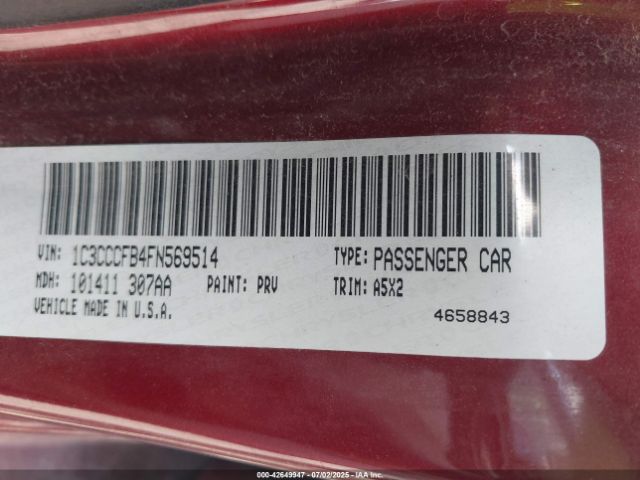 VIN: 1C3CCCFB4FN569514 TYPE: PASSENGER CAR
MDH: 101411 307AA PAINT: PRV TRIM: A5X2
VEHICLE MADE IN U.S.A. 4658843
000-42649947 - 07/02/2025 - IAA Inc.